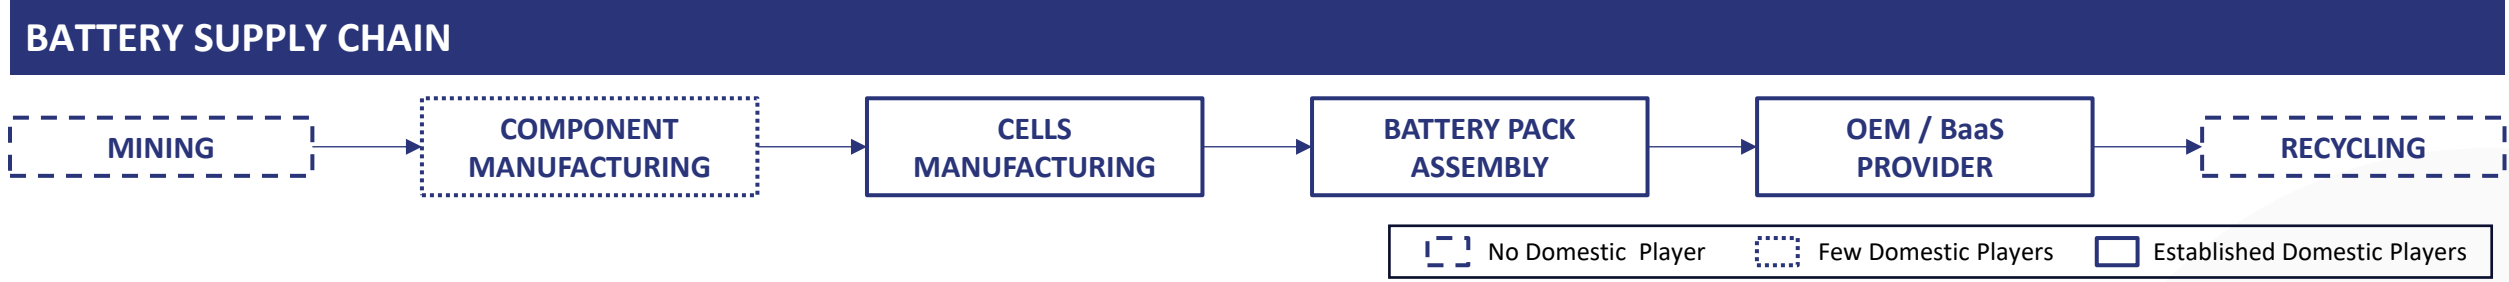 BATTERY SUPPLY CHAIN
MINING
COMPONENT
MANUFACTURING
CELLS
MANUFACTURING
BATTERY PACK
ASSEMBLY
OEM / BaaS
PROVIDER
RECYCLING
No Domestic Player
Few Domestic Players
Established Domestic Players